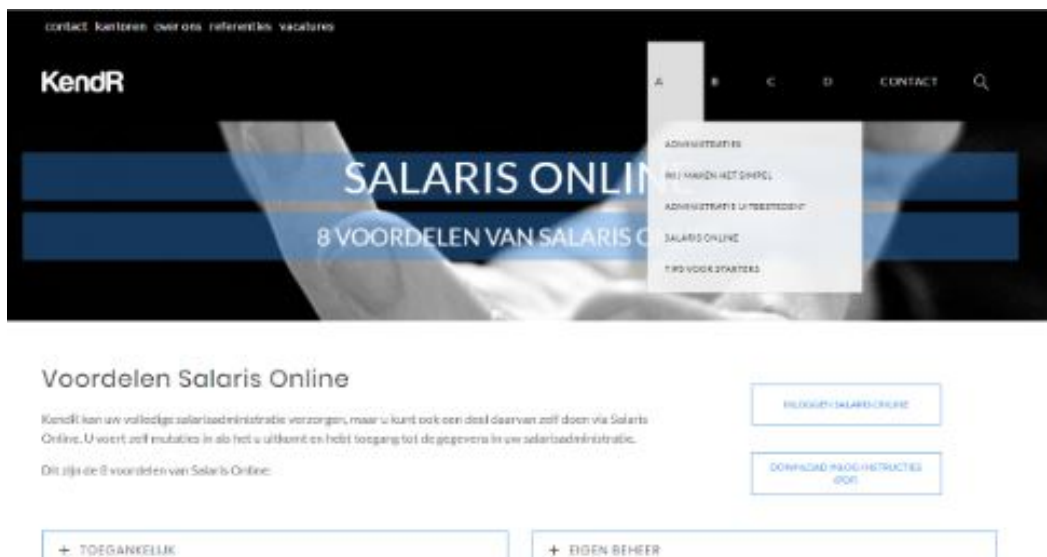 contact kantoren over ons referenties vacatures
KendR
A B C D CONTACT
ADMINISTRATIES
WIJ MAKEN HET SIMPEL
ADMINISTRATIE UITBESTEDEN?
SALARIS ONLINE
TIPS VOOR STARTERS
SALARIS ONLINE
8 VOORDELEN VAN SALARIS O
Voordelen Salaris Online
KendR kan uw volledige salarisadministratie verzorgen, maar u kunt ook een deel daarvan zelf doen via Salaris
Online. U voert zelf mutaties in als het u uitkomt en hebt toegang tot de gegevens in uw salarisadministratie.
Dit zijn de 8 voordelen van Salaris Online:
INLOGGEN SALARIS ONLINE
DOWNLOAD INLOG INSTRUCTIES
(PDF)
+ TOEGANKELIJK
+ EIGEN BEHEER